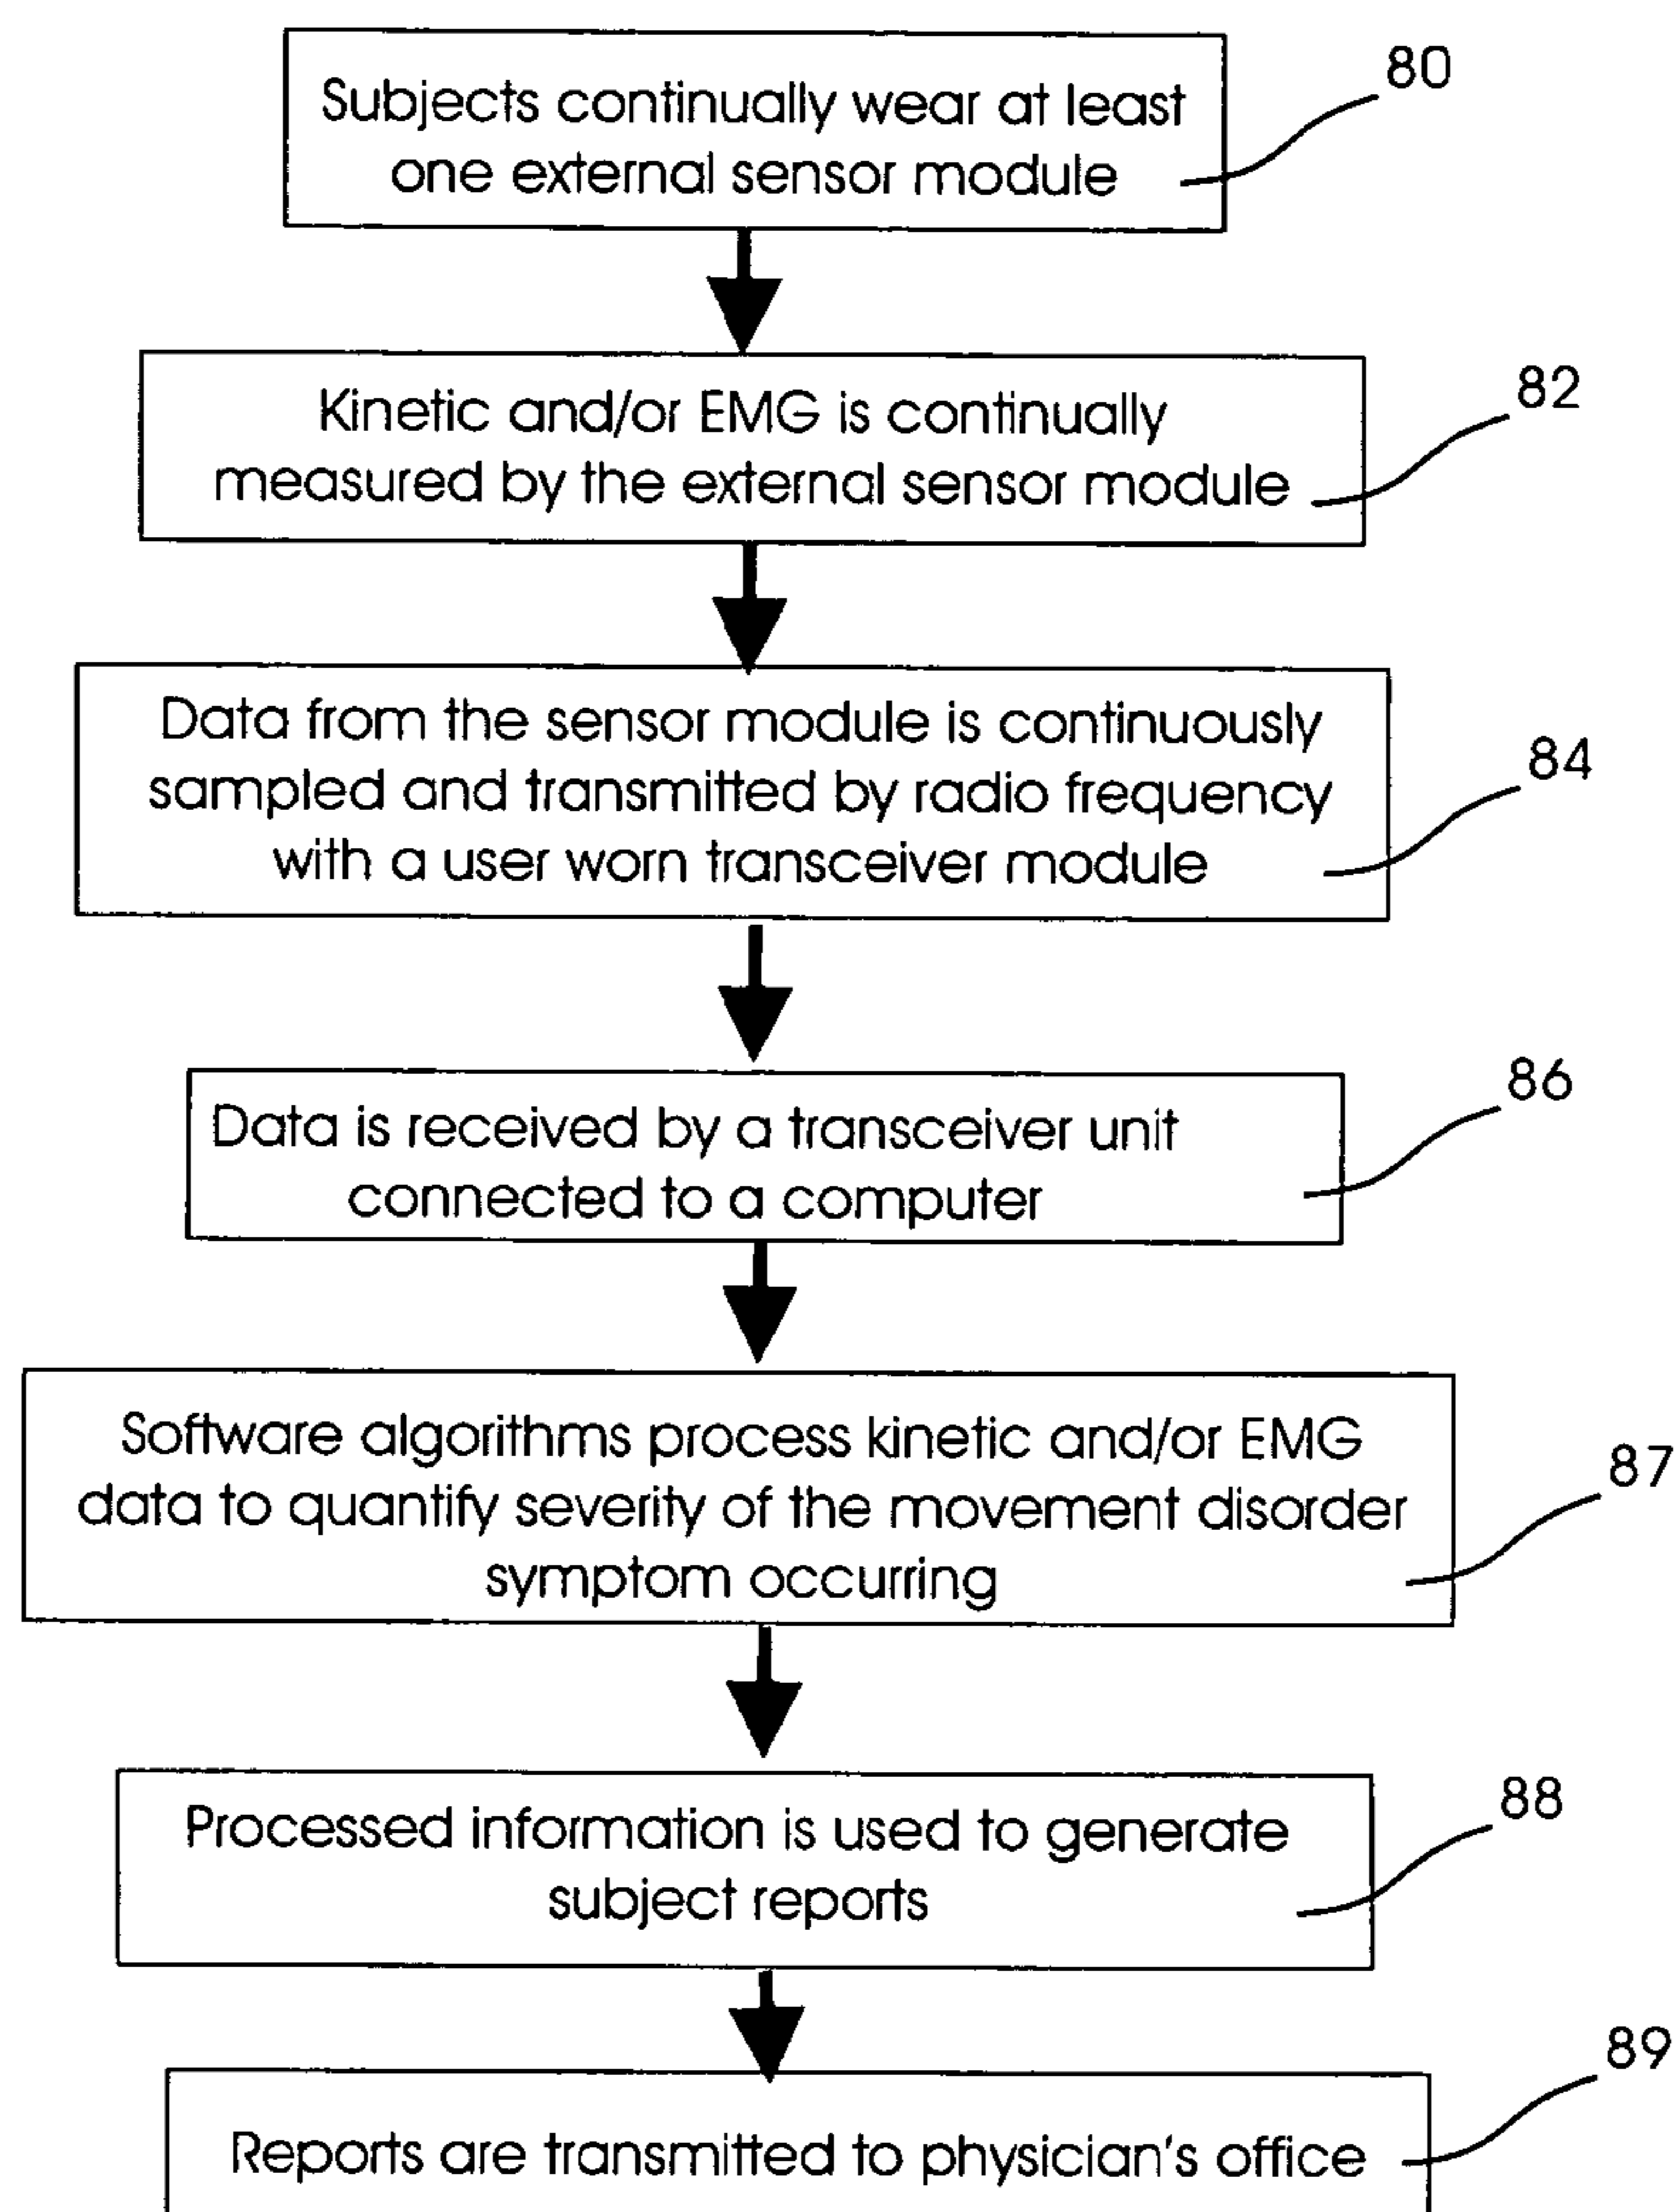 80
Subjects continually wear at least
one external sensor module
82
Kinetic and/or EMG is continually
measured by the external sensor module
84
Data from the sensor module is continuously
sampled and transmitted by radio frequency
with a user worn transceiver module
86
Data is received by a transceiver unit
connected to a computer
87
Software algorithms process kinetic and/or EMG
data to quantify severity of the movement disorder
symptom occurring
88
Processed information is used to generate
subject reports
89
Reports are transmitted to physician's office